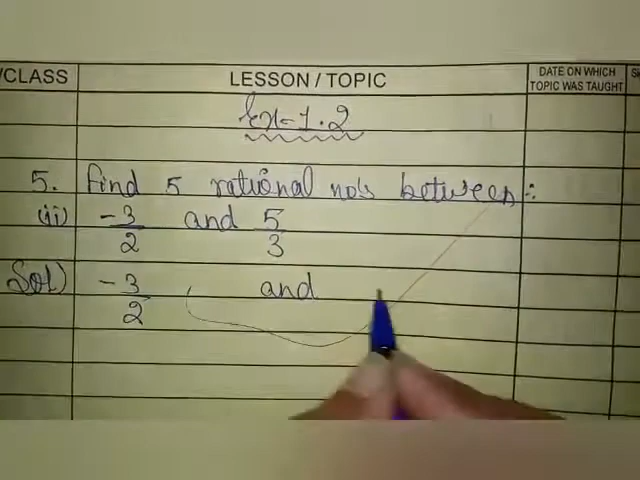 /CLASS LESSON / TOPIC DATE ON WHICH TOPIC WAS TAUGHT
Ex-1.2
5. Find 5 rational no's between:
(ii) -3/2 and 5/3
Sol) -3/2 and